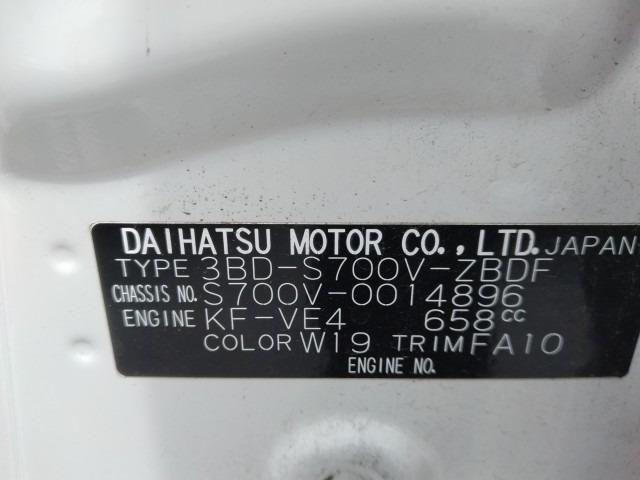 DAIHATSU MOTOR CO., LTD. JAPAN
TYPE 3BD-S700V-ZBDF
CHASSIS NO. S700V-0014896
ENGINE KF-VE4 658cc
COLOR W19 TRIM FA10
ENGINE NO.